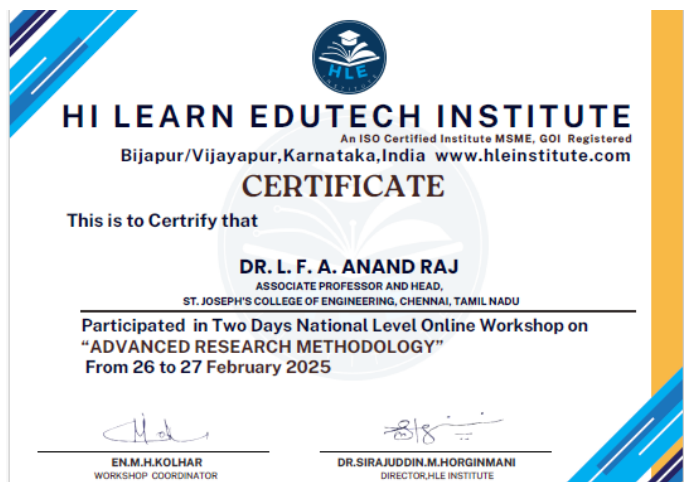 HLE
INSTITUTE
HI LEARN EDUTECH INSTITUTE
An ISO Certified Institute MSME, GOI Registered
Bijapur/Vijayapur,Karnataka,India www.hleinstitute.com
CERTIFICATE
This is to Certrify that
DR. L. F. A. ANAND RAJ
ASSOCIATE PROFESSOR AND HEAD,
ST. JOSEPH'S COLLEGE OF ENGINEERING, CHENNAI, TAMIL NADU
Participated in Two Days National Level Online Workshop on
“ADVANCED RESEARCH METHODOLOGY”
From 26 to 27 February 2025
EN.M.H.KOLHAR DR.SIRAJUDDIN.M.HORGINMANI
WORKSHOP COORDINATOR DIRECTOR,HLE INSTITUTE